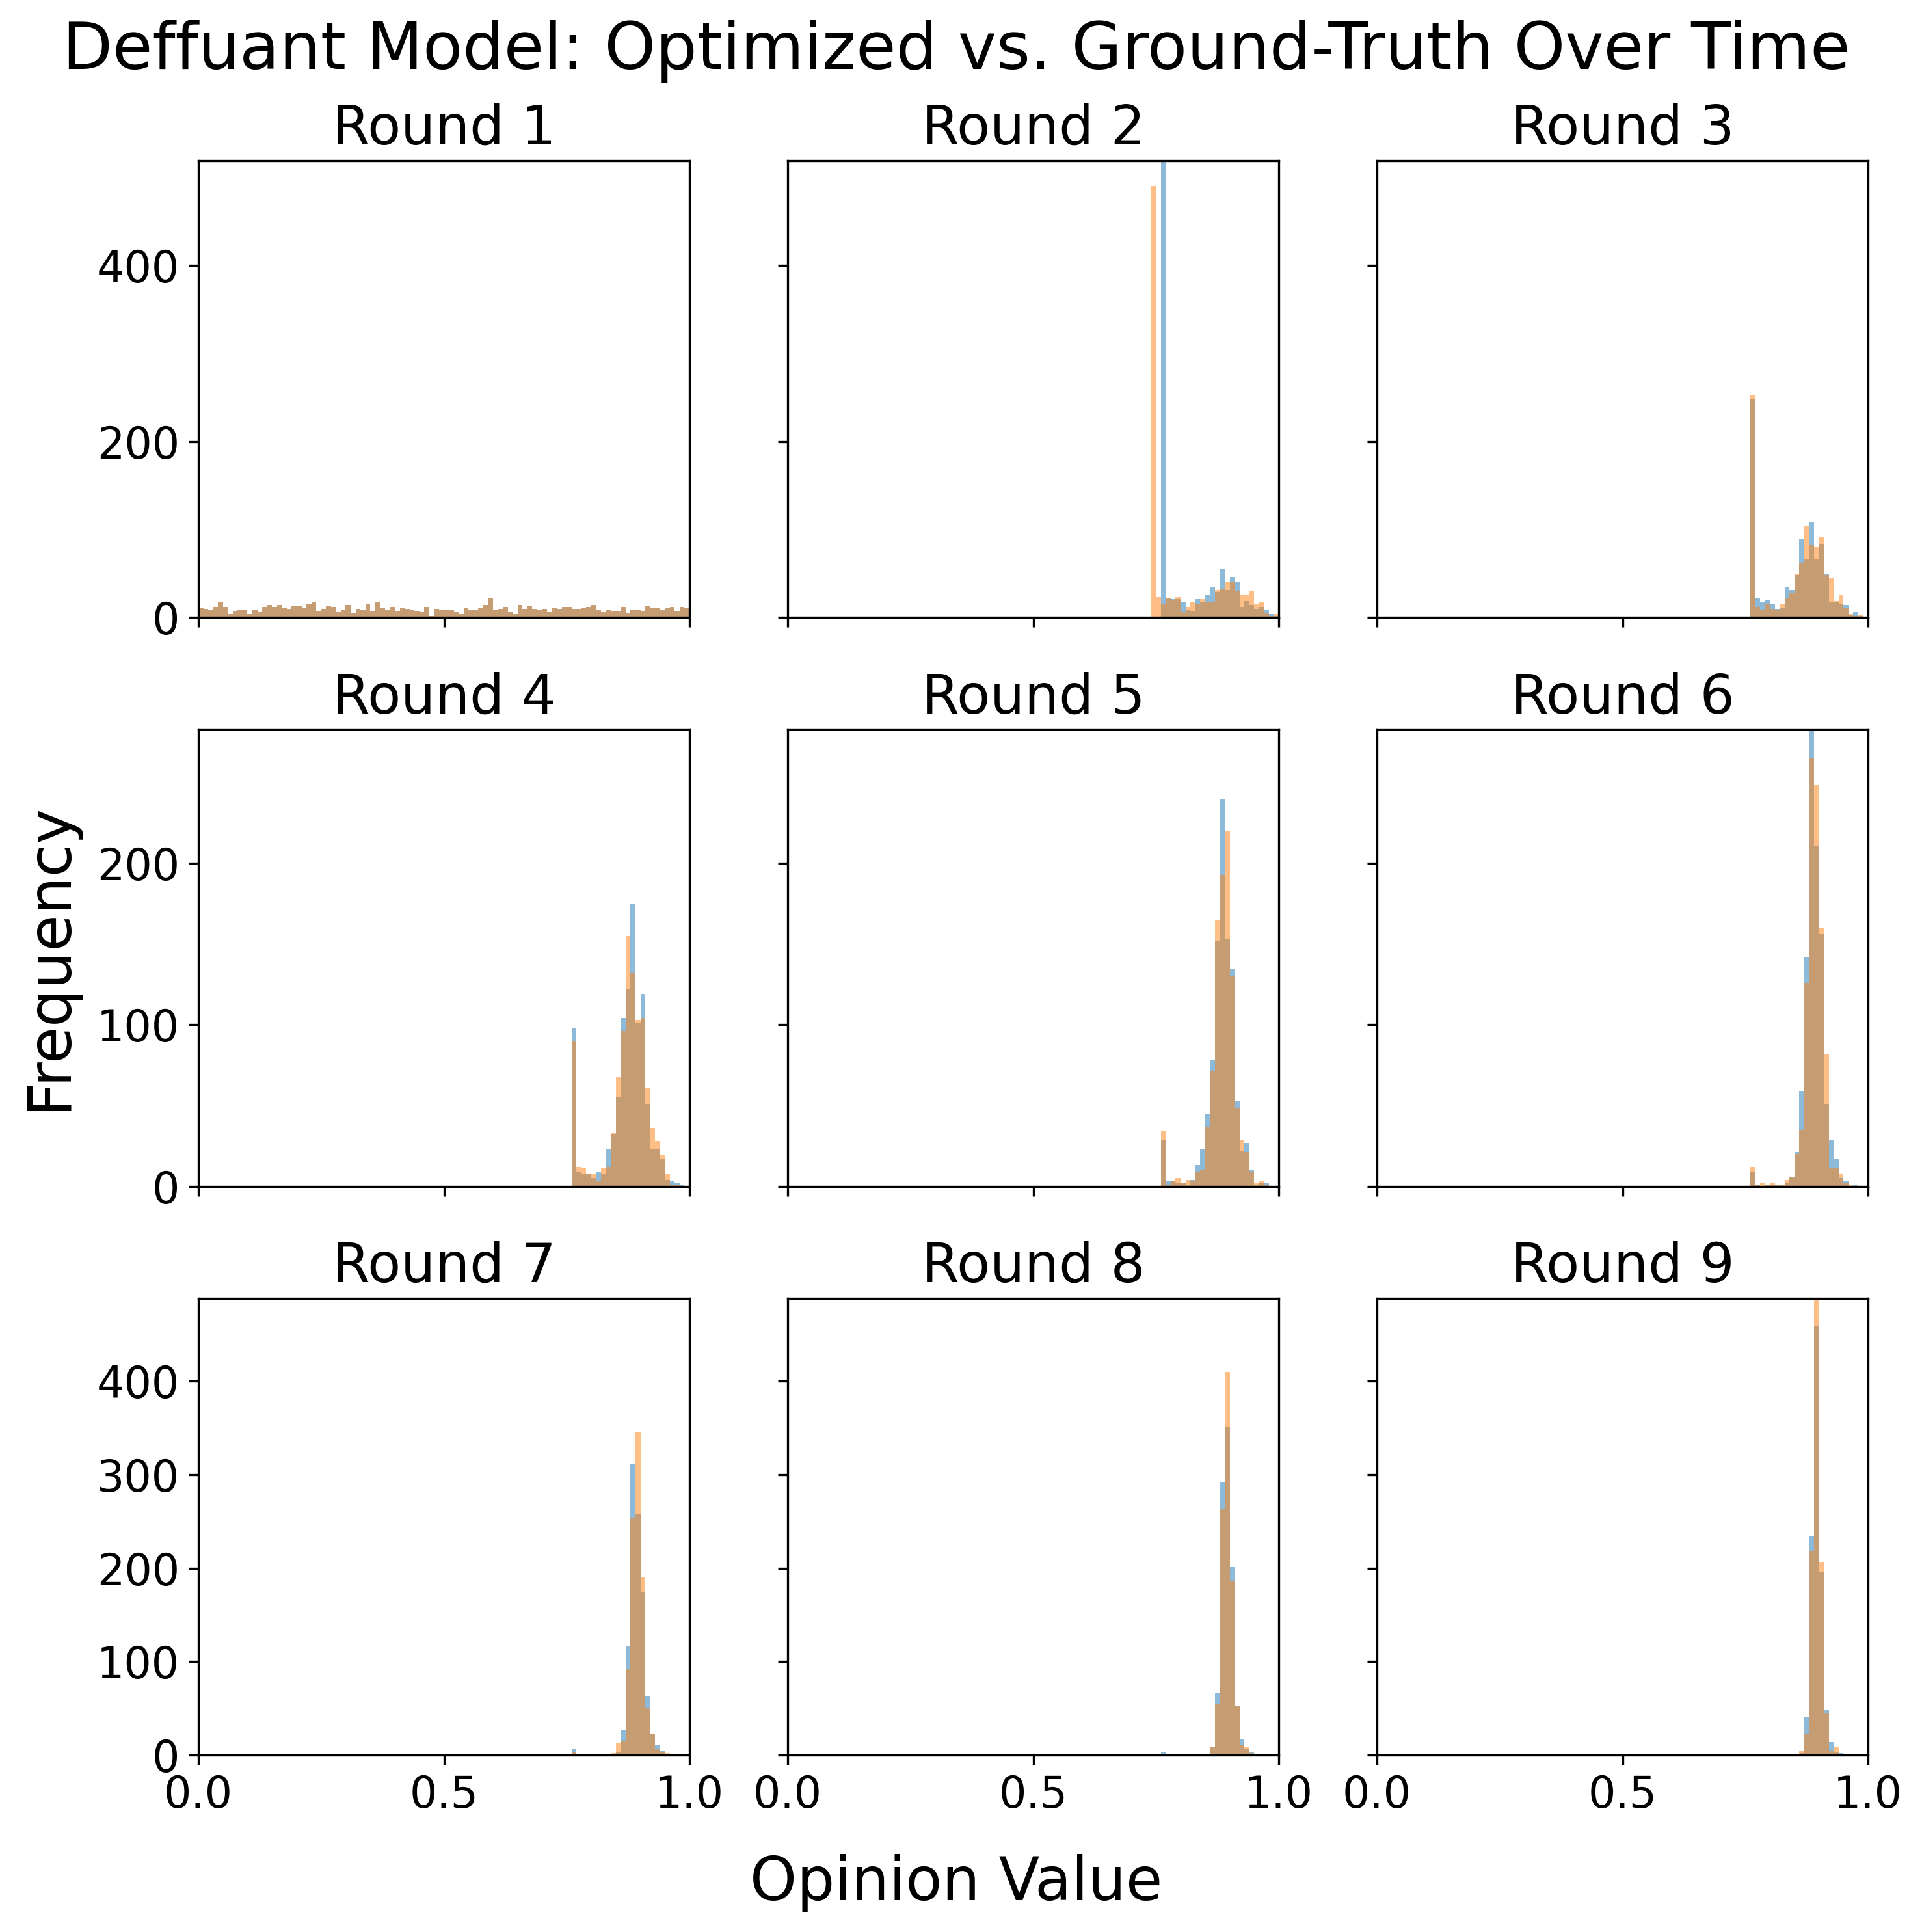 Deffuant Model: Optimized vs. Ground-Truth Over Time
Round 1
Round 2
Round 3
400
200
0
Round 4
Round 5
Round 6
200
100
0
Frequency
Round 7
Round 8
Round 9
400
300
200
100
0
0.0 0.5 1.0 0.0 0.5 1.0 0.0 0.5 1.0
Opinion Value